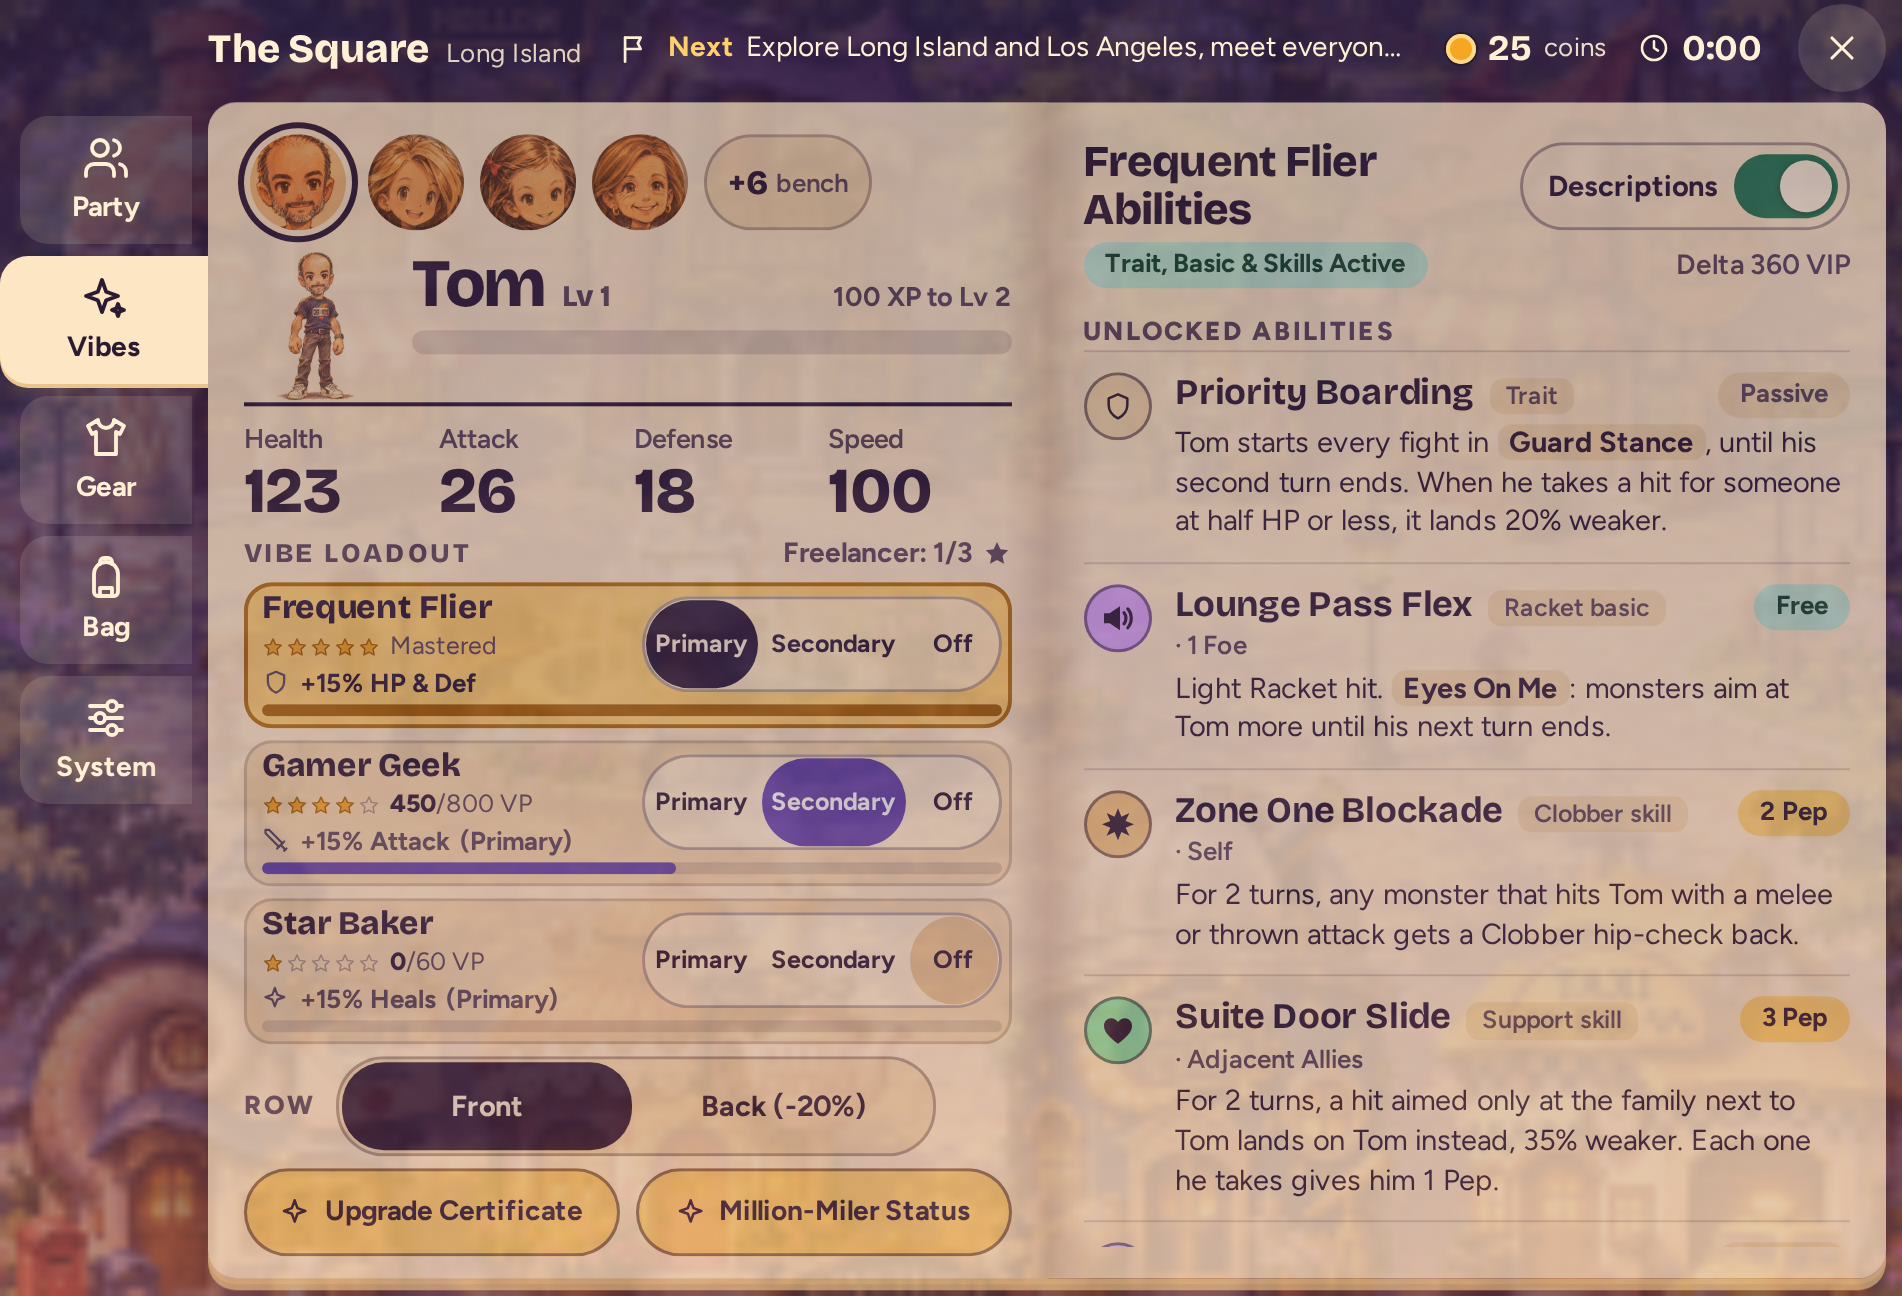 The Square Long Island Next Explore Long Island and Los Angeles, meet everyon... 25 coins 0:00
Party
Vibes
Gear
Bag
System
+6 bench
Tom Lv 1 100 XP to Lv 2
Health Attack Defense Speed
123 26 18 100
VIBE LOADOUT Freelancer: 1/3
Frequent Flier
Mastered
+15% HP & Def
Primary Secondary Off
Gamer Geek
450/800 VP
+15% Attack (Primary)
Primary Secondary Off
Star Baker
0/60 VP
+15% Heals (Primary)
Primary Secondary Off
ROW Front Back (-20%)
Upgrade Certificate Million-Miler Status
Frequent Flier
Abilities
Descriptions
Trait, Basic & Skills Active Delta 360 VIP
UNLOCKED ABILITIES
Priority Boarding Trait Passive
Tom starts every fight in Guard Stance , until his
second turn ends. When he takes a hit for someone
at half HP or less, it lands 20% weaker.
Lounge Pass Flex Racket basic Free
· 1 Foe
Light Racket hit. Eyes On Me : monsters aim at
Tom more until his next turn ends.
Zone One Blockade Clobber skill 2 Pep
· Self
For 2 turns, any monster that hits Tom with a melee
or thrown attack gets a Clobber hip-check back.
Suite Door Slide Support skill 3 Pep
· Adjacent Allies
For 2 turns, a hit aimed only at the family next to
Tom lands on Tom instead, 35% weaker. Each one
he takes gives him 1 Pep.